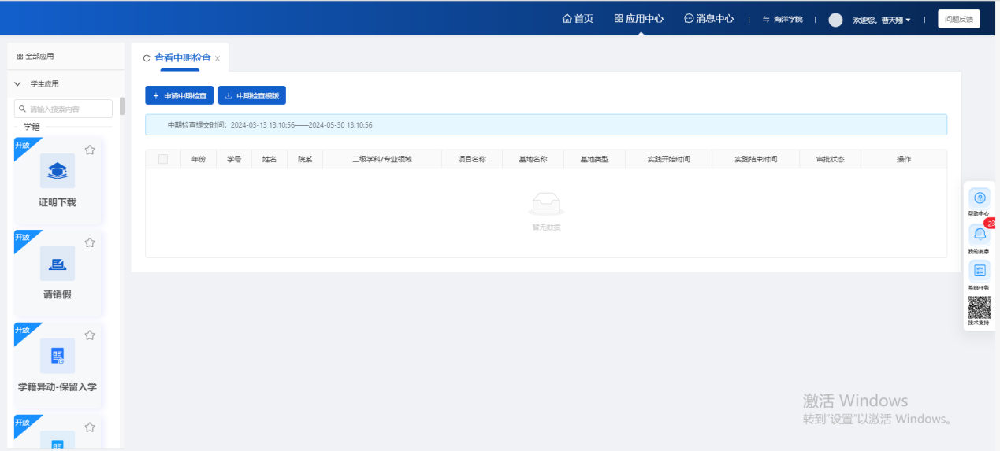 首页 应用中心 消息中心 海洋学院 欢迎您，曹天翔 问题反馈
全部应用
查看中期检查
学生应用
申请中期检查 中期检查模版
请输入搜索内容
中期检查提交时间：2024-03-13 13:10:56——2024-05-30 13:10:56
学籍
年份 学号 姓名 院系 二级学科/专业领域 项目名称 基地名称 基地类型 实践开始时间 实践结束时间 审批状态 操作
开放
证明下载
暂无数据
帮助中心
23
我的消息
系统任务
技术支持
开放
请销假
开放
学籍异动-保留入学
开放
激活 Windows
转到"设置"以激活 Windows。